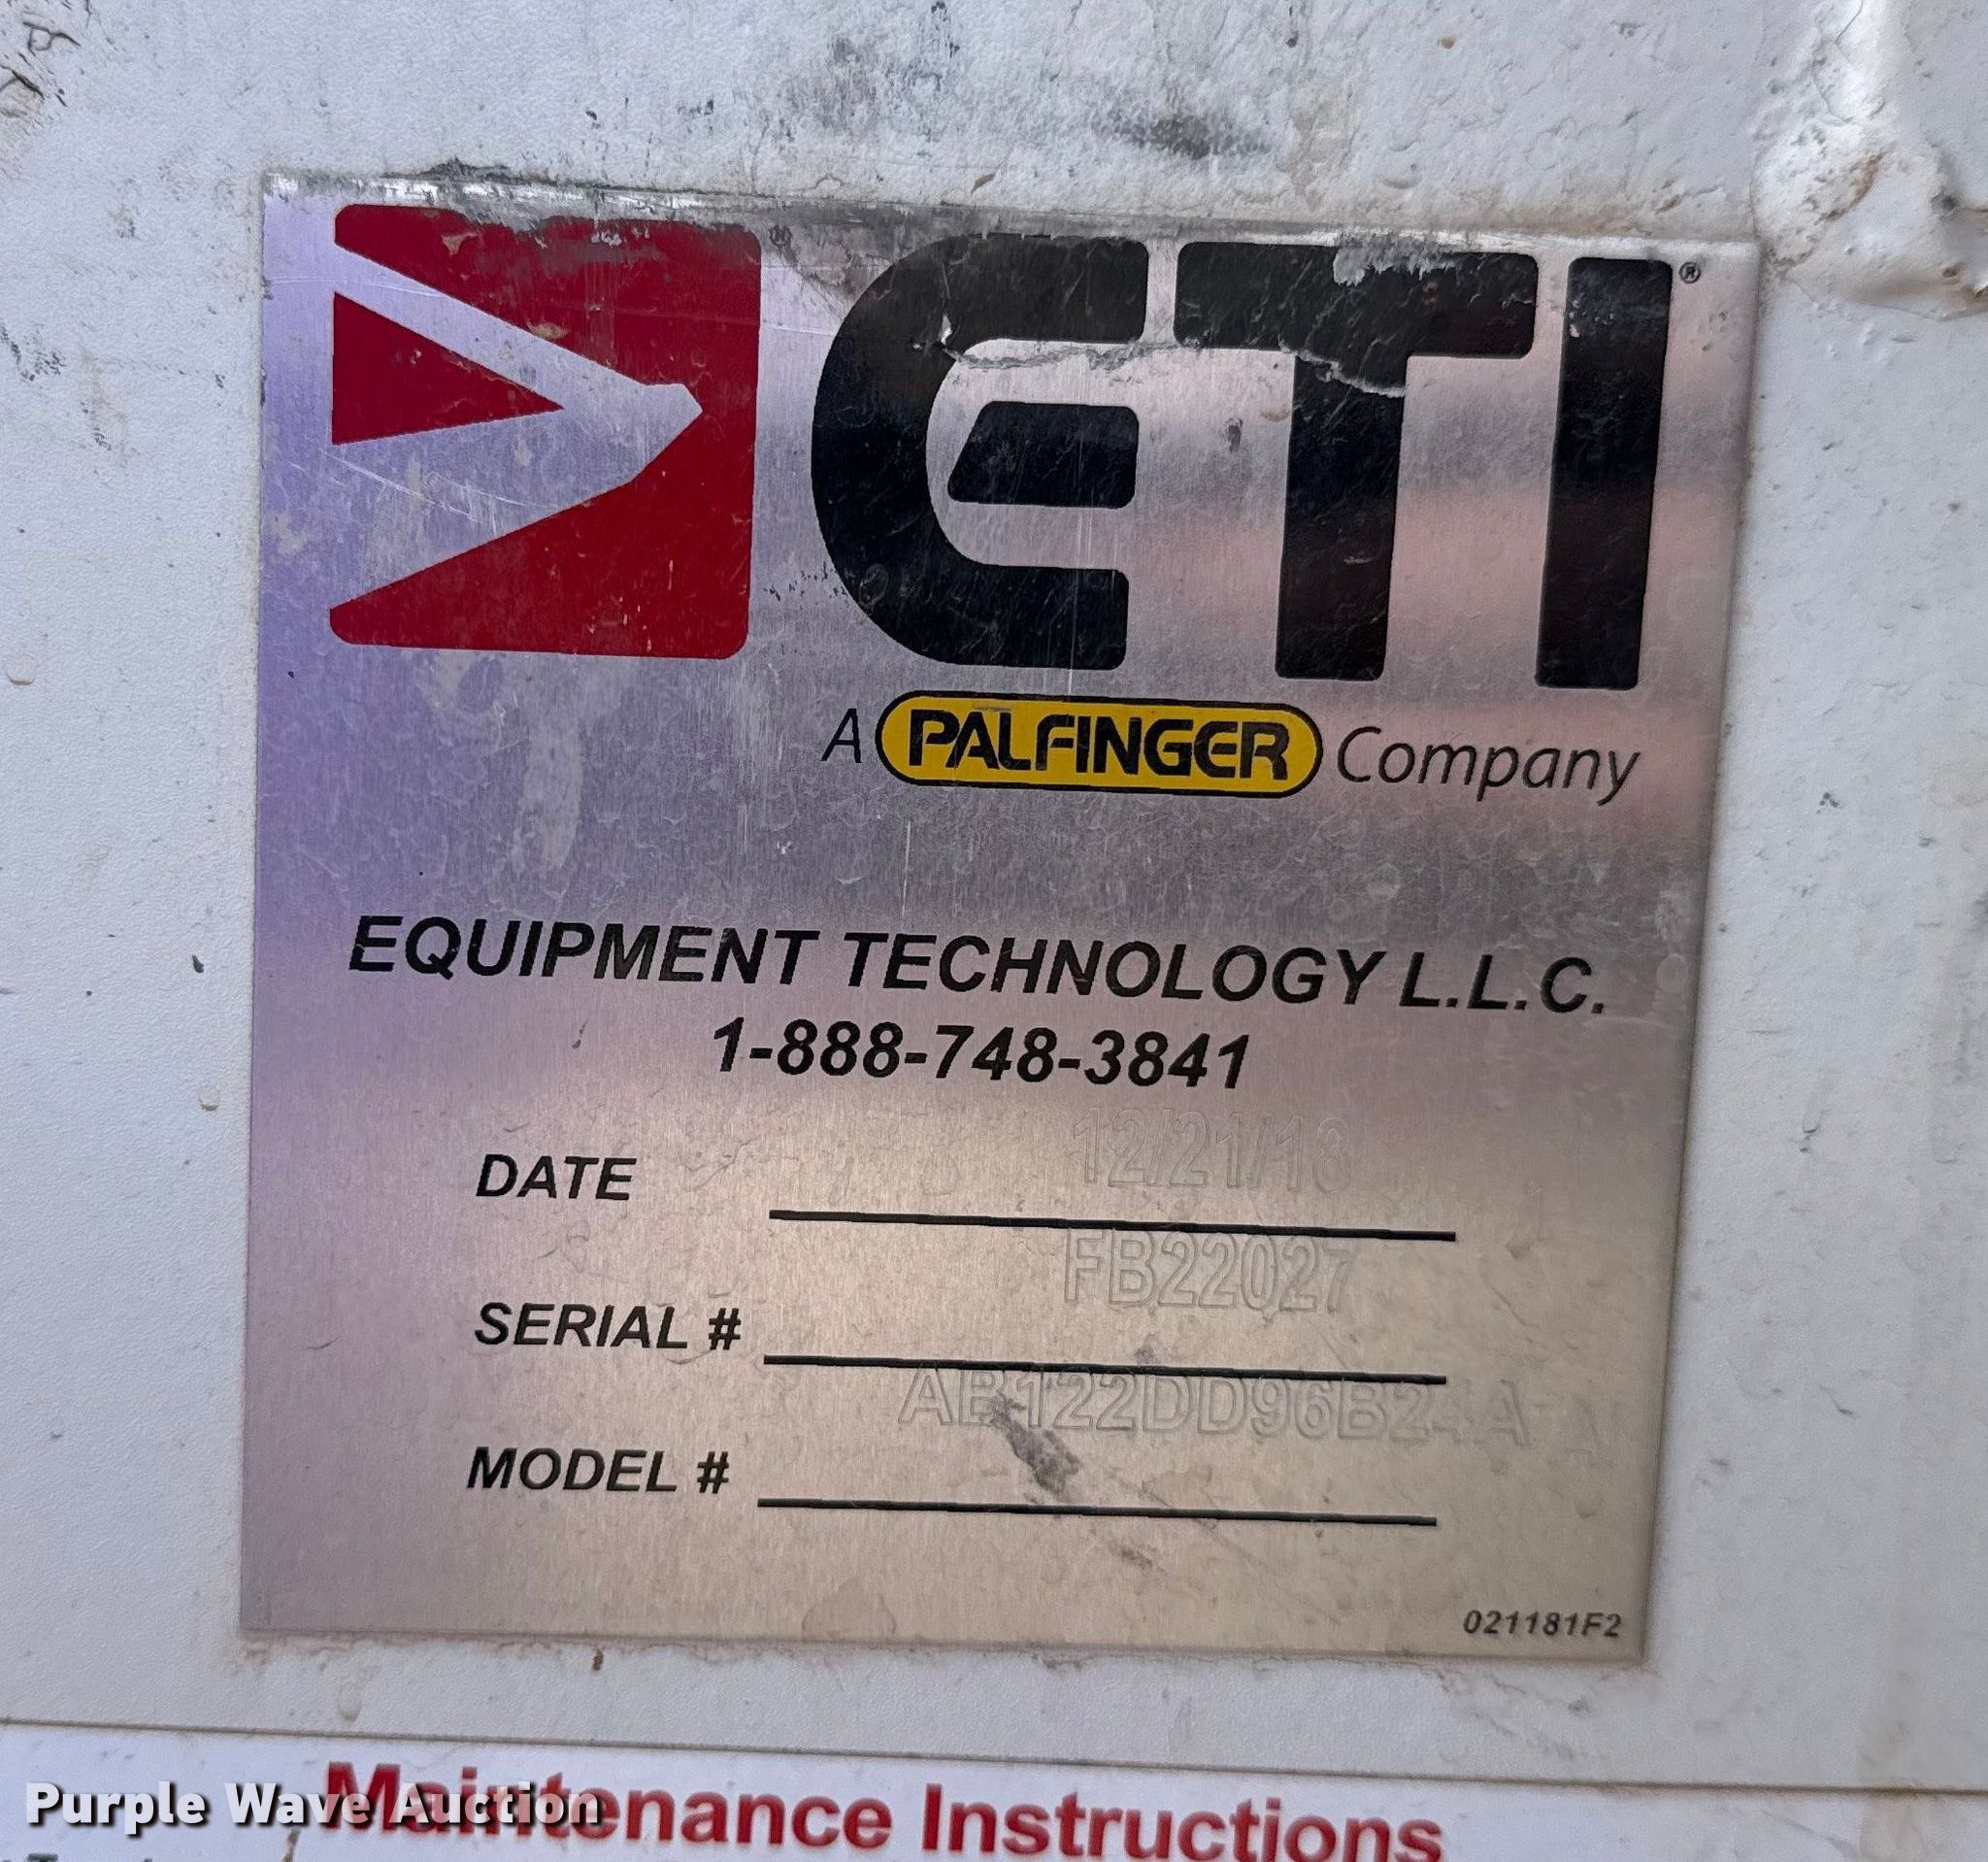 ETI
A PALFINGER Company
EQUIPMENT TECHNOLOGY L.L.C.
1-888-748-3841
DATE 12/21/16
SERIAL # FB22027
MODEL # AB122DD96B24A
021181F2
Maintenance Instructions
Purple Wave Auction